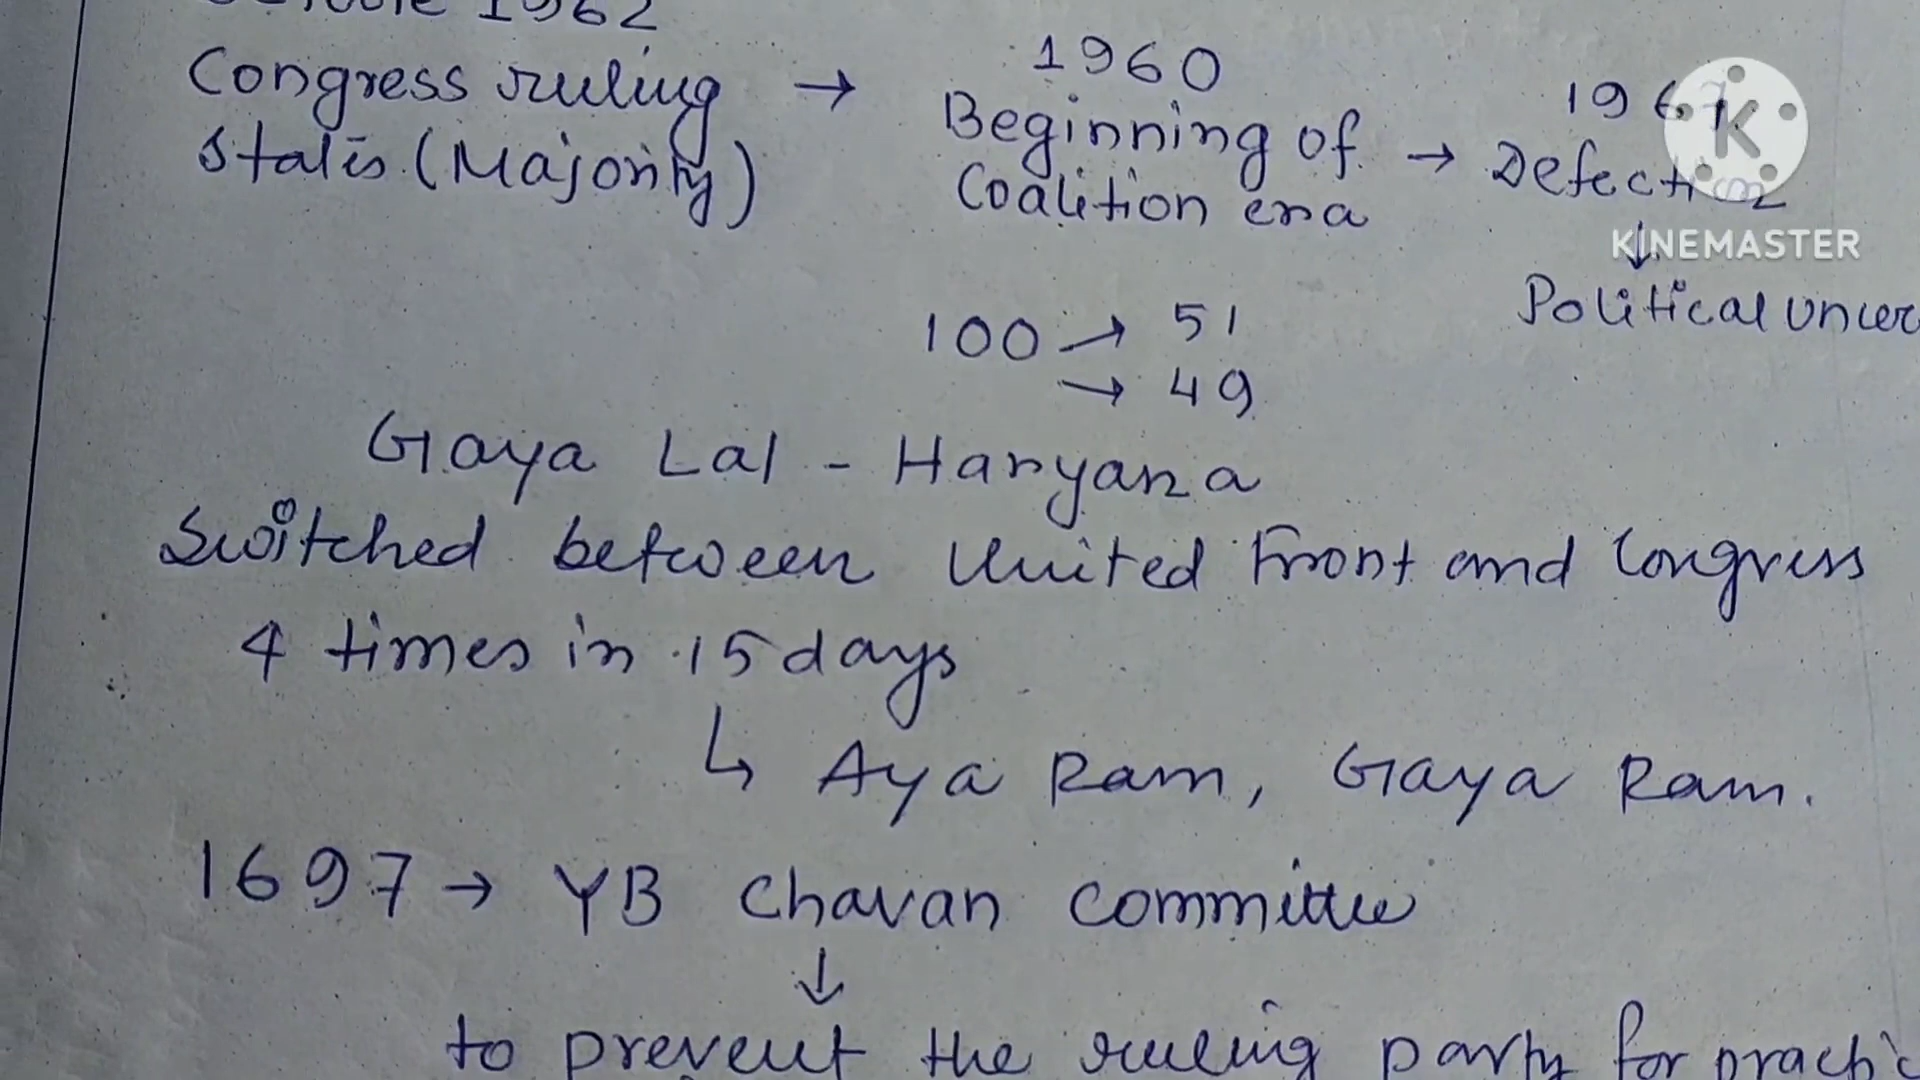 1962
Congress ruling
States (Majority)
→
1960
Beginning of
Coalition era
→
1967
Defection
↓
Political
100 → 51
→ 49
Gaya Lal - Haryana
Switched between United Front and Congress
4 times in 15 days
↳ Aya Ram, Gaya Ram.
1697 → YB Chavan committee
↓
to prevent the ruling party for
K
KINEMASTER